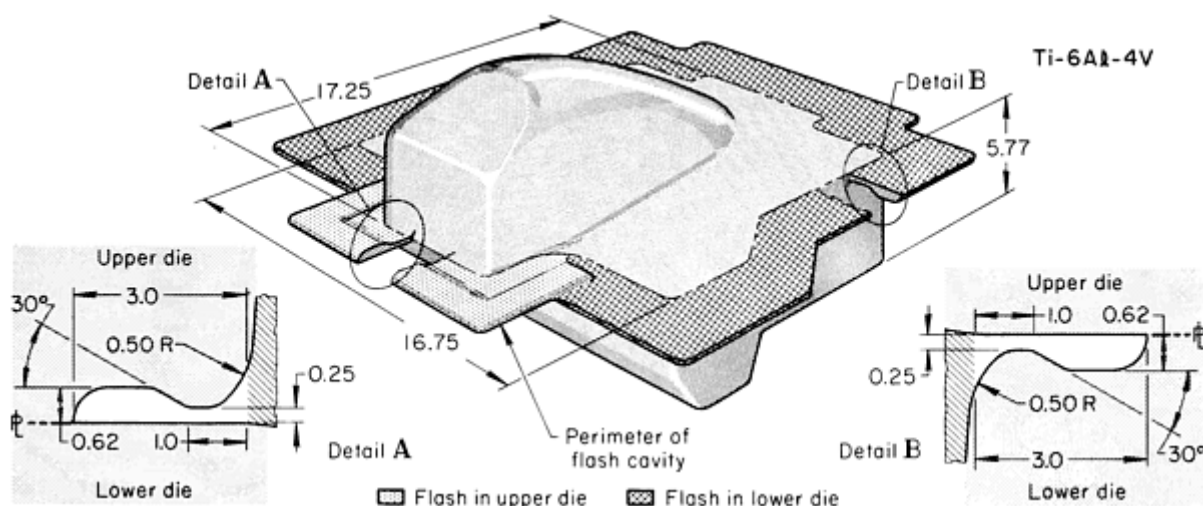 Ti-6Al-4V
Detail A
17.25
Detail B
5.77
16.75
Upper die
3.0
30°
0.50 R
0.25
0.62
1.0
Detail A
Lower die
Perimeter of
flash cavity
Upper die
1.0
0.62
0.25
0.50 R
30°
Detail B
3.0
Lower die
Flash in upper die
Flash in lower die